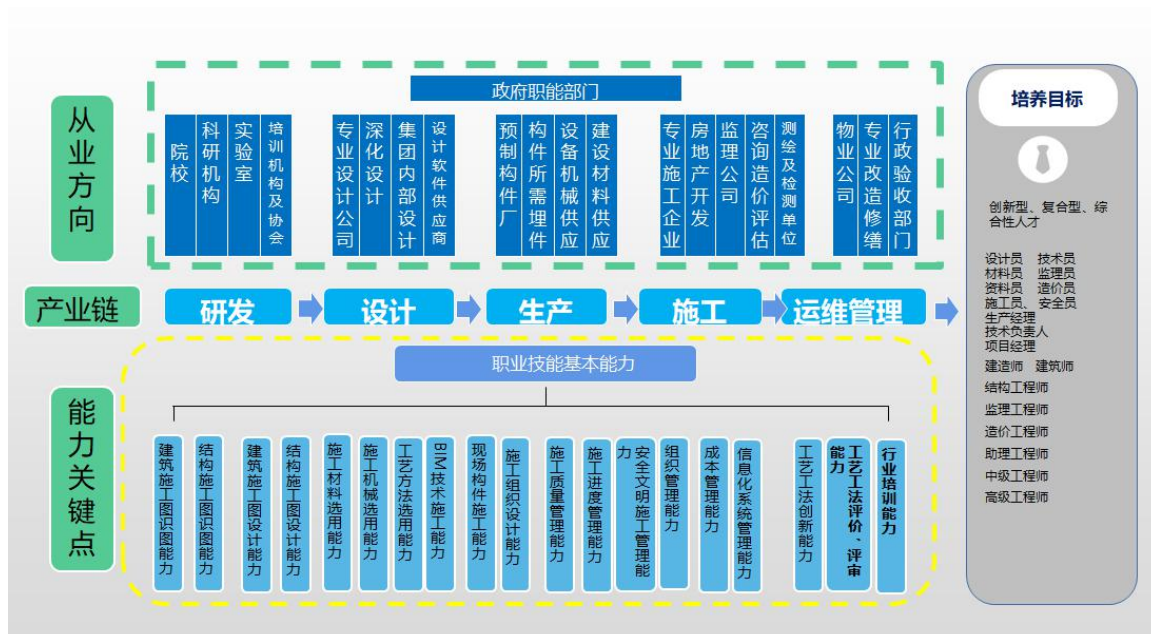 从业方向
政府职能部门
院校
科研机构
实验室
培训机构及协会
专业设计公司
深化设计
集团内部设计
设计软件供应商
预制构件厂
构件所需埋件
设备机械供应
建设材料供应
专业施工企业
房地产开发
监理公司
咨询造价评估
测绘及检测单位
物业公司
专业改造修缮
行政验收部门
产业链
研发
设计
生产
施工
运维管理
能力关键点
职业技能基本能力
建筑施工图识图能力
结构施工图识图能力
建筑施工图设计能力
结构施工图设计能力
施工材料选用能力
施工机械选用能力
工艺方法选用能力
BIM技术施工能力
现场构件施工能力
施工组织设计能力
施工质量管理能力
施工进度管理能力
安全文明施工管理能
力
组织管理能力
成本管理能力
信息化系统管理能力
工艺工法创新能力
工艺工法评价、评审
能力
行业培训能力
培养目标
创新型、复合型、综
合性人才
设计员 技术员
材料员 监理员
资料员 造价员
施工员、安全员
生产经理
技术负责人
项目经理
建造师 建筑师
结构工程师
监理工程师
造价工程师
助理工程师
中级工程师
高级工程师